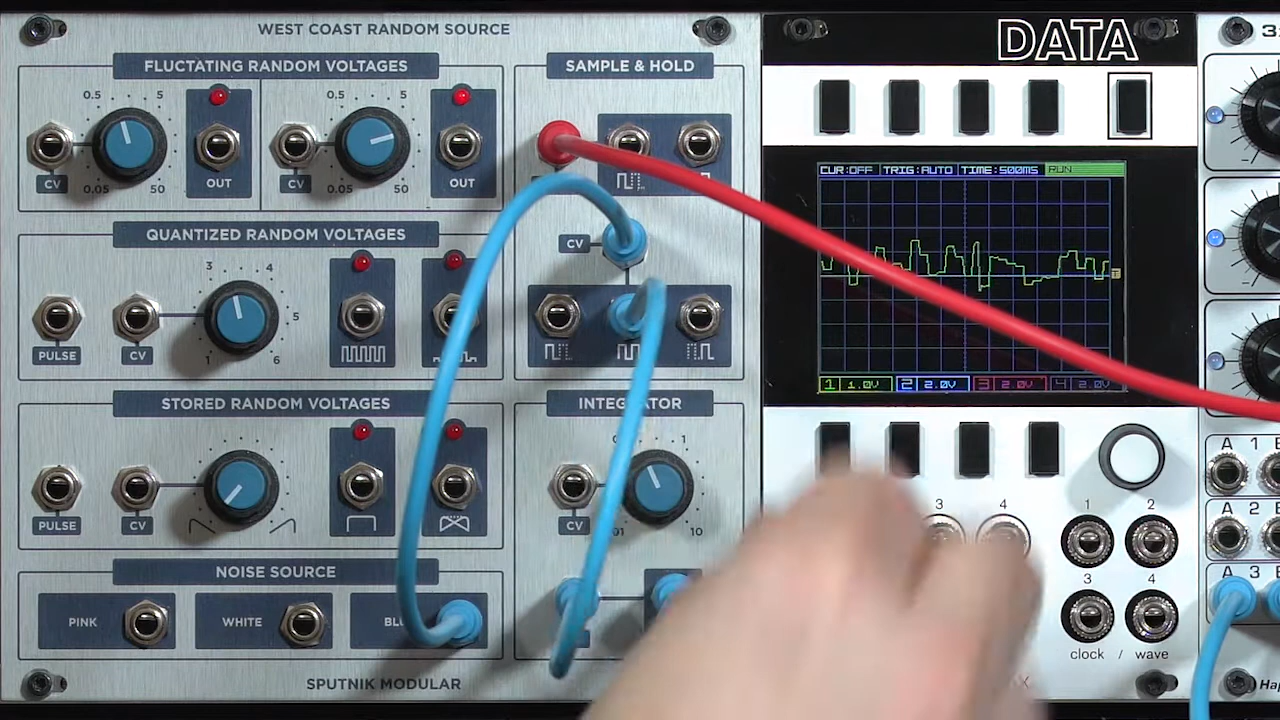 WEST COAST RANDOM SOURCE
FLUCTATING RANDOM VOLTAGES
0.5 5
CV
0.05 50
OUT
0.5 5
CV
0.05 50
OUT
SAMPLE & HOLD
CV
QUANTIZED RANDOM VOLTAGES
3 4
5
1 6
PULSE
CV
STORED RANDOM VOLTAGES
PULSE
CV
INTEGRATOR
1
CV
10
NOISE SOURCE
PINK
WHITE
SPUTNIK MODULAR
DATA
CUR:OFF TRIG:AUTO TIME:500MS RUN
T
1 1.0V 2 2.0V 3 2.0V 4 2.0V
3 4
1 2
3 4
clock / wave
A 1
A 2
A 3